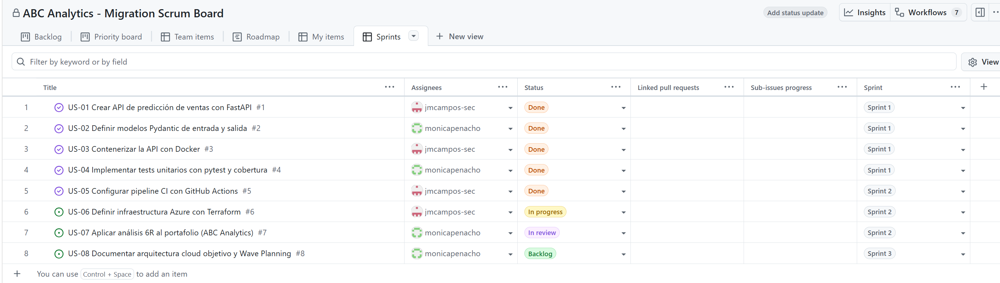 ABC Analytics - Migration Scrum Board
Add status update
Insights
Workflows 7
Backlog
Priority board
Team items
Roadmap
My items
Sprints
New view
Filter by keyword or by field
View
Title Assignees Status Linked pull requests Sub-issues progress Sprint
1 US-01 Crear API de predicción de ventas con FastAPI #1 jmcampos-sec Done Sprint 1
2 US-02 Definir modelos Pydantic de entrada y salida #2 monicapenacho Done Sprint 1
3 US-03 Contenerizar la API con Docker #3 jmcampos-sec Done Sprint 1
4 US-04 Implementar tests unitarios con pytest y cobertura #4 monicapenacho Done Sprint 1
5 US-05 Configurar pipeline CI con GitHub Actions #5 jmcampos-sec Done Sprint 2
6 US-06 Definir infraestructura Azure con Terraform #6 jmcampos-sec In progress Sprint 2
7 US-07 Aplicar análisis 6R al portafolio (ABC Analytics) #7 monicapenacho In review Sprint 2
8 US-08 Documentar arquitectura cloud objetivo y Wave Planning #8 monicapenacho Backlog Sprint 3
You can use Control + Space to add an item